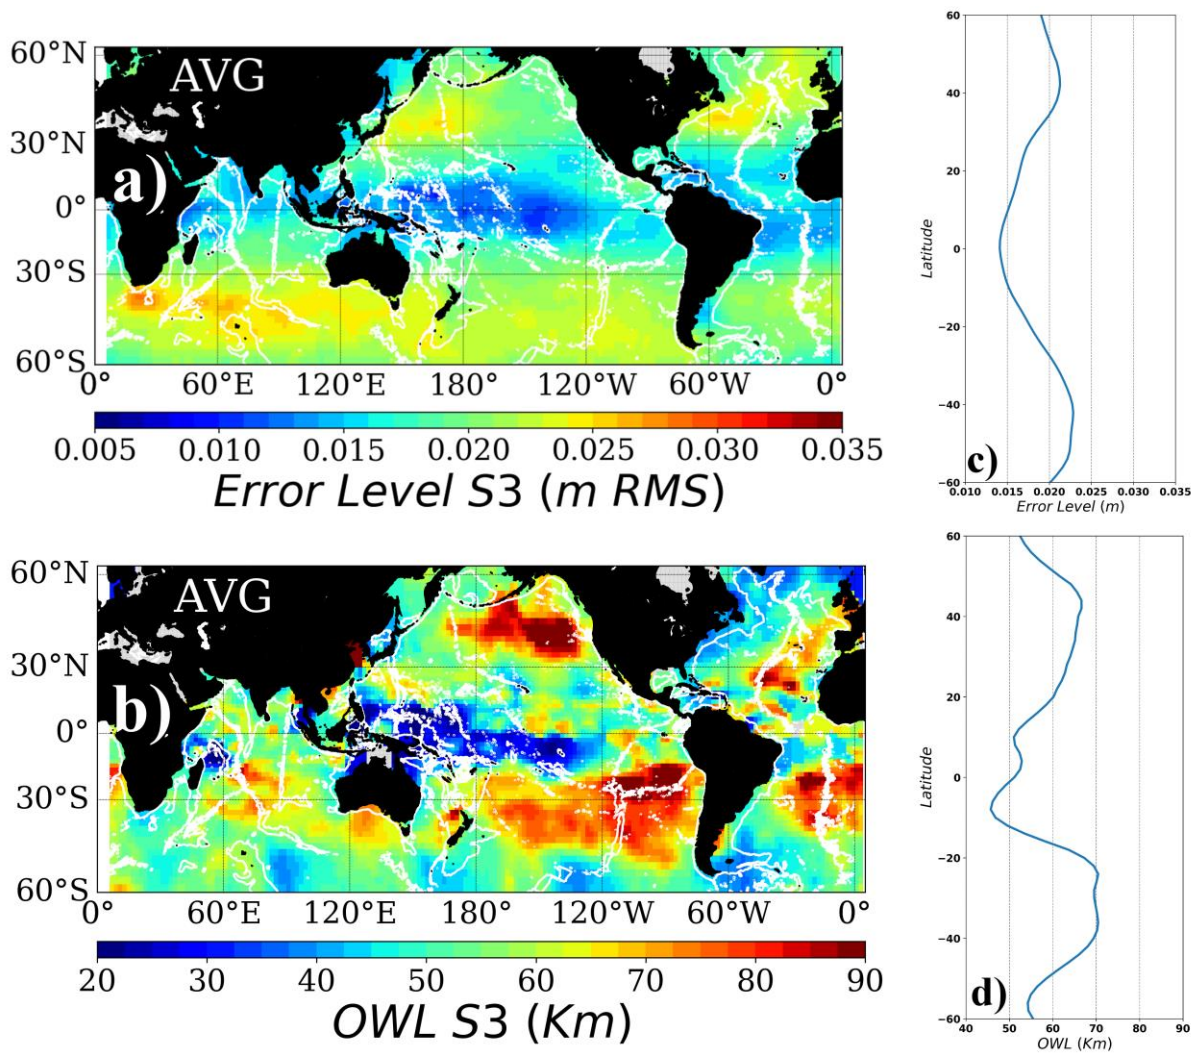 AVG
a)
60°N
30°N
0°
30°S
60°S
0° 60°E 120°E 180° 120°W 60°W 0°
0.005 0.010 0.015 0.020 0.025 0.030 0.035
Error Level S3 (m RMS)
60
40
20
0
−20
−40
−60
Latitude
c)
0.010 0.015 0.020 0.025 0.030 0.035
Error Level (m)
AVG
b)
60°N
30°N
0°
30°S
60°S
0° 60°E 120°E 180° 120°W 60°W 0°
20 30 40 50 60 70 80 90
OWL S3 (Km)
60
40
20
0
−20
−40
−60
Latitude
d)
40 50 60 70 80 90
OWL (Km)